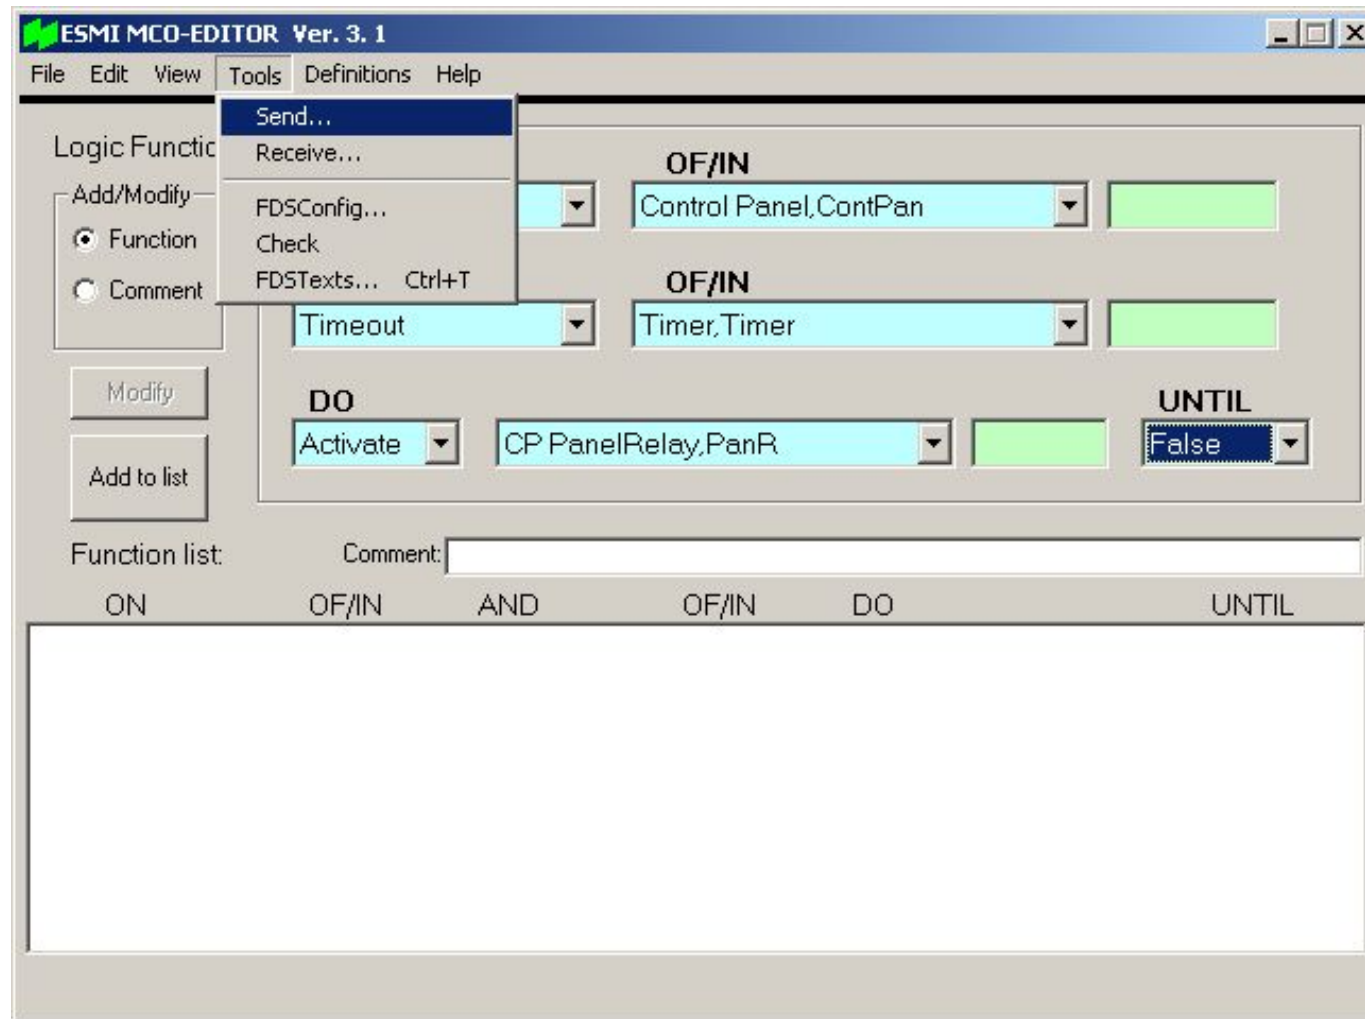 ESMI MCO-EDITOR Ver. 3. 1
File Edit View Tools Definitions Help
Send...
Receive...
FDSConfig...
Check
FDSTexts... Ctrl+T
Logic Functio
Add/Modify
Function
Comment
OF/IN
Control Panel,ContPan
OF/IN
Timeout Timer,Timer
Modify
Add to list
DO UNTIL
Activate CP PanelRelay,PanR False
Function list: Comment:
ON OF/IN AND OF/IN DO UNTIL